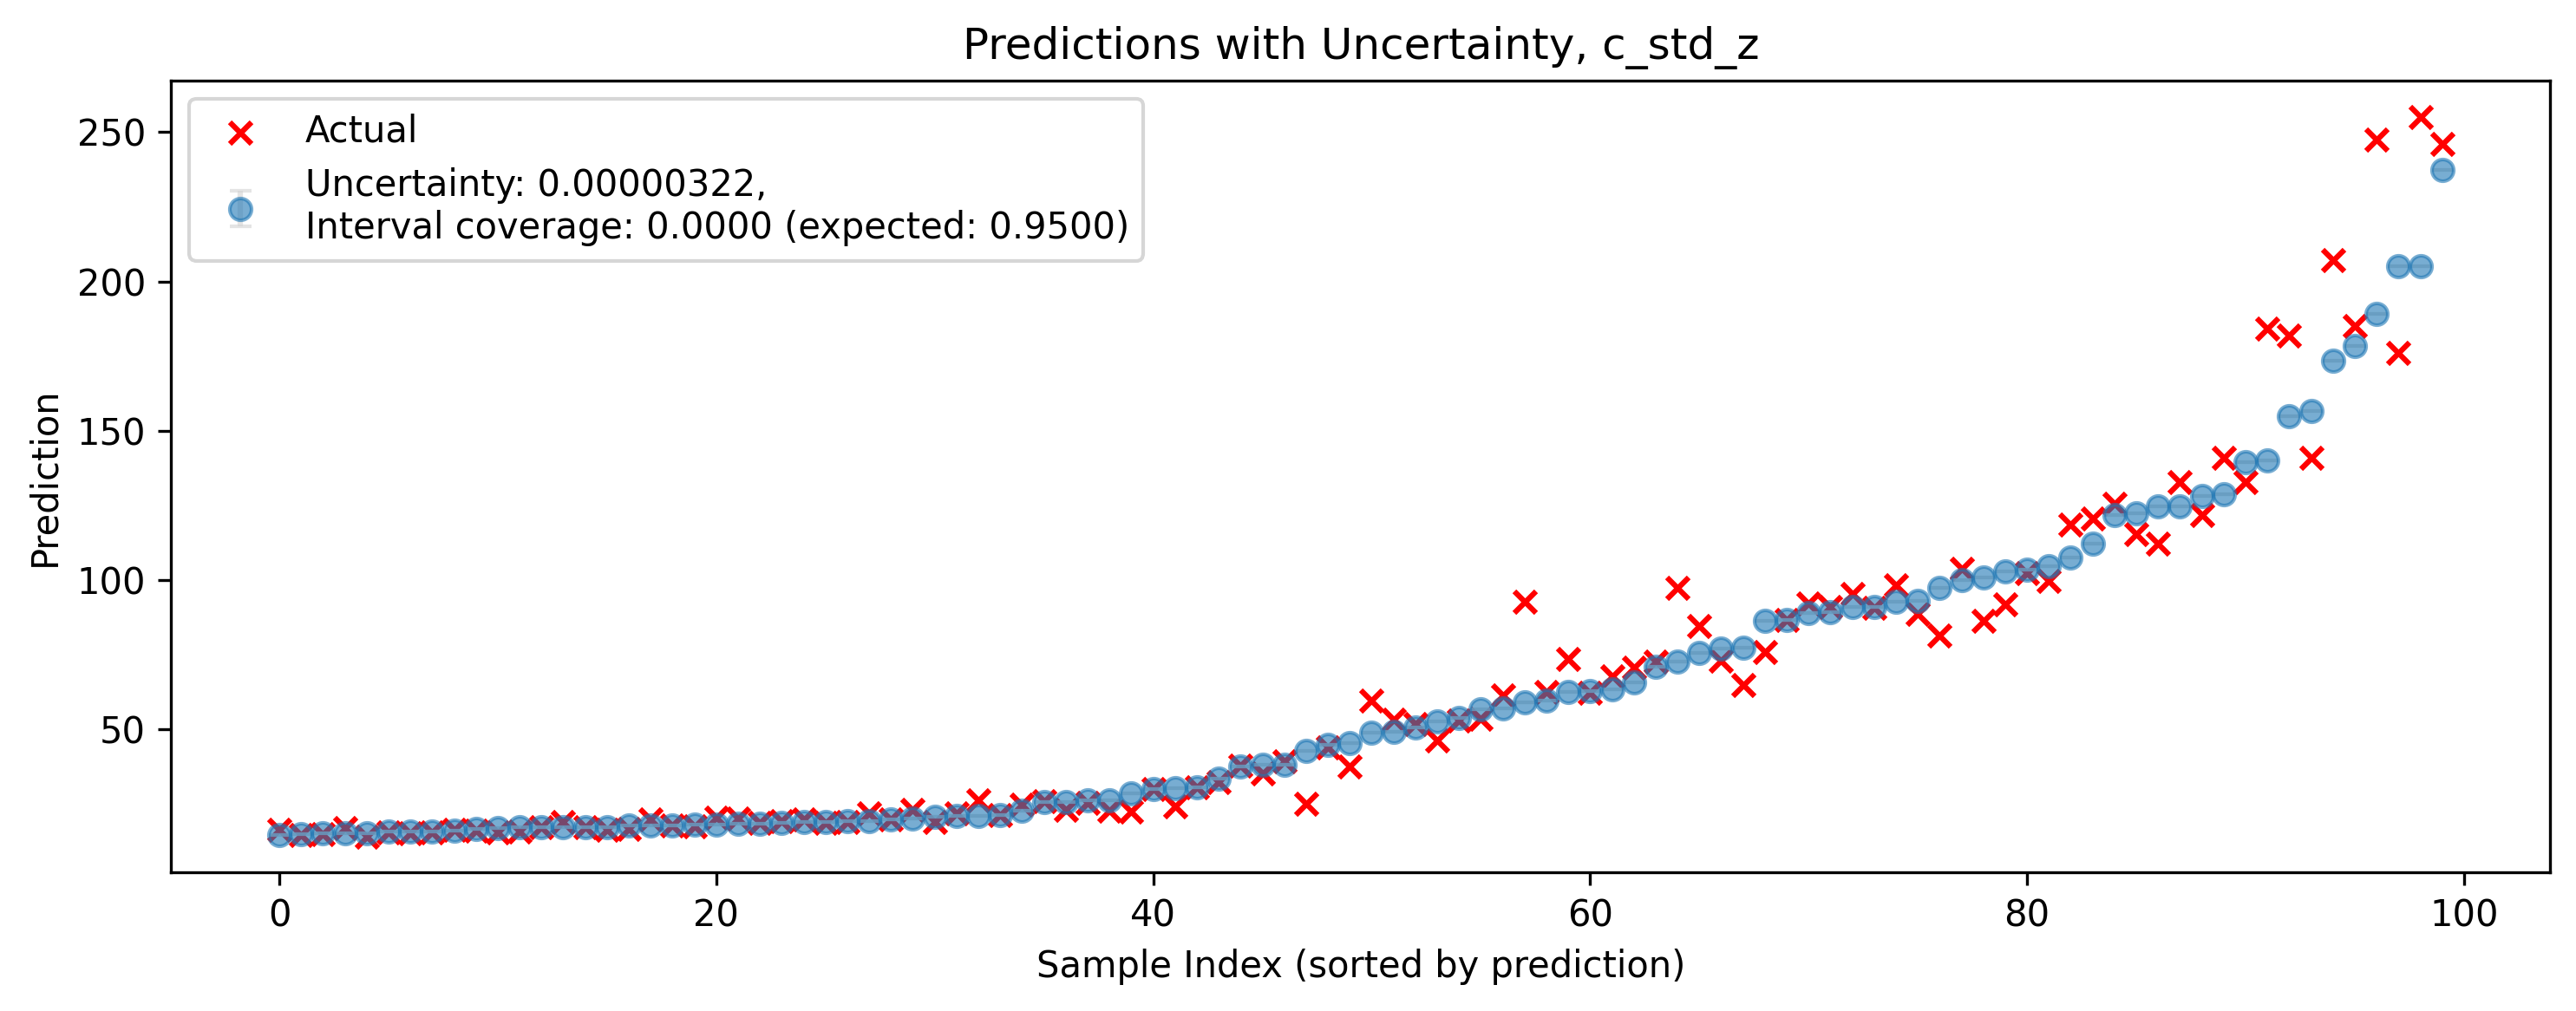 Predictions with Uncertainty, c_std_z
Actual
Uncertainty: 0.00000322,
Interval coverage: 0.0000 (expected: 0.9500)
Prediction
250
200
150
100
50
0
20
40
60
80
100
Sample Index (sorted by prediction)